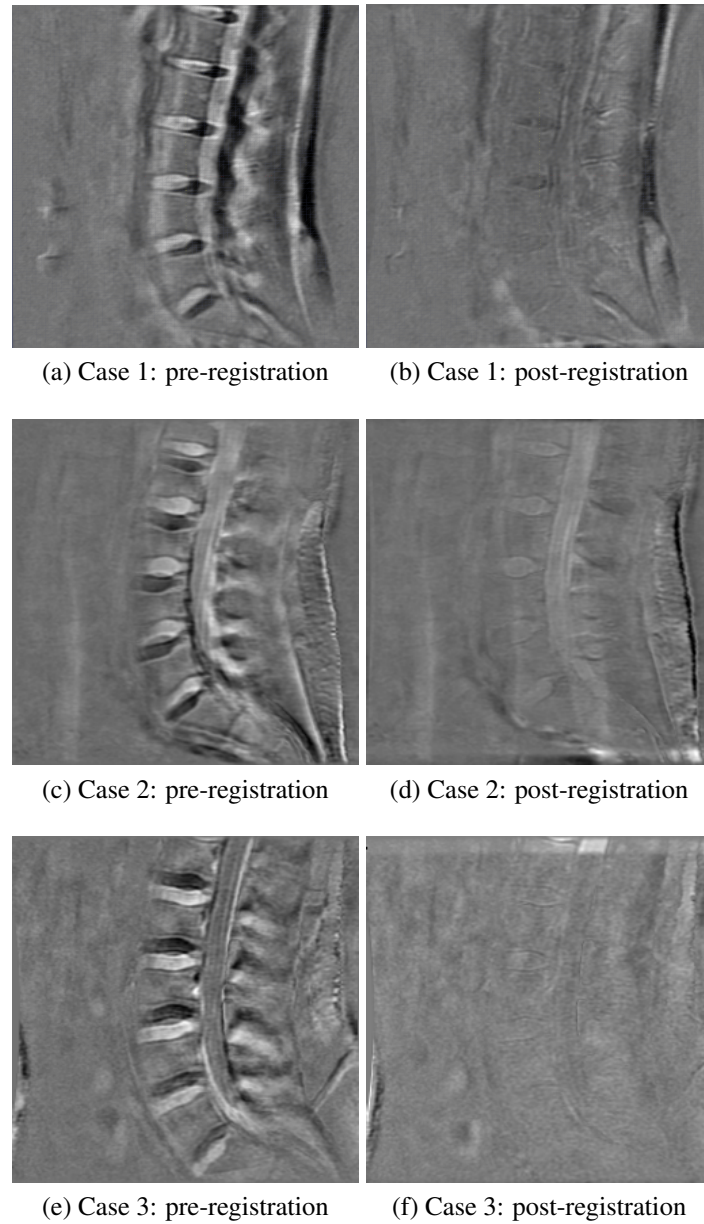 (a) Case 1: pre-registration
(b) Case 1: post-registration
(c) Case 2: pre-registration
(d) Case 2: post-registration
(e) Case 3: pre-registration
(f) Case 3: post-registration